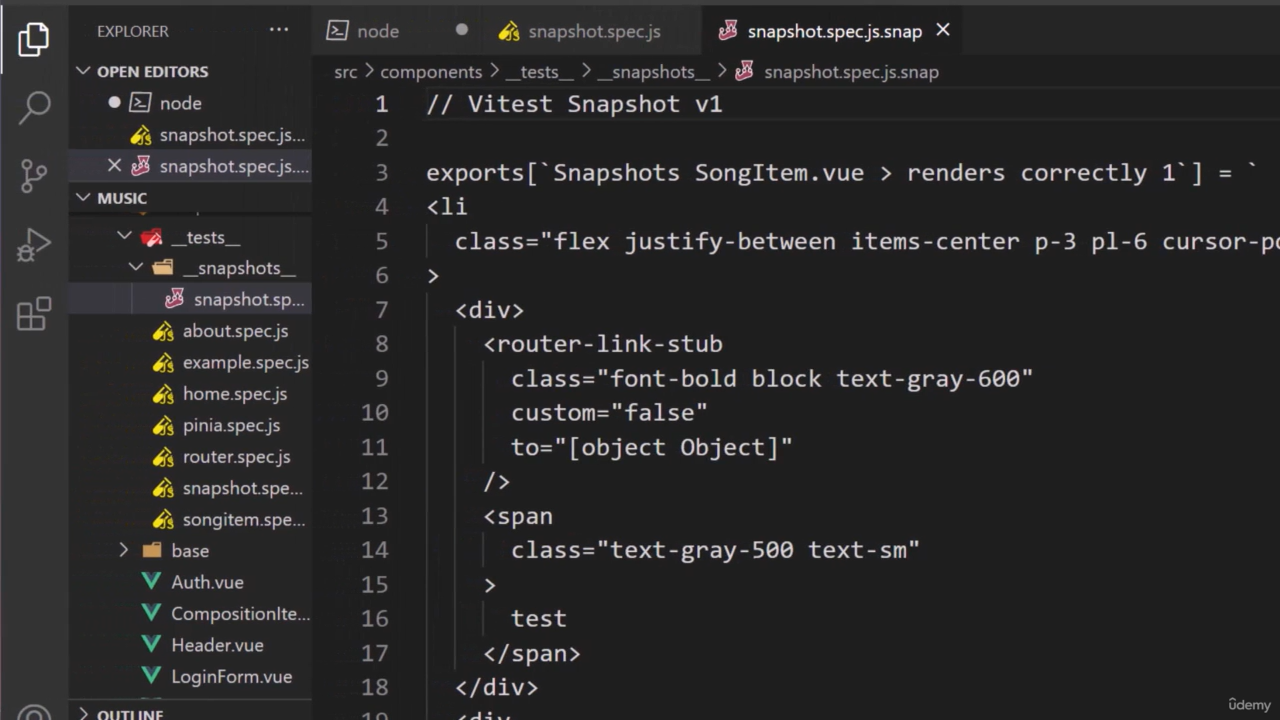 EXPLORER
OPEN EDITORS
node
snapshot.spec.js...
snapshot.spec.js....
MUSIC
__tests__
__snapshots__
snapshot.sp...
about.spec.js
example.spec.js
home.spec.js
pinia.spec.js
router.spec.js
snapshot.spe...
songitem.spe...
base
Auth.vue
CompositionIte...
Header.vue
LoginForm.vue
OUTLINE
node
snapshot.spec.js
snapshot.spec.js.snap
src > components > __tests__ > __snapshots__ > snapshot.spec.js.snap
1 // Vitest Snapshot v1
2
3 exports[`Snapshots SongItem.vue > renders correctly 1`] = `
4 <li
5 class="flex justify-between items-center p-3 pl-6 cursor-po
6 >
7 <div>
8 <router-link-stub
9 class="font-bold block text-gray-600"
10 custom="false"
11 to="[object Object]"
12 />
13 <span
14 class="text-gray-500 text-sm"
15 >
16 test
17 </span>
18 </div>
19 <div
ûdemy